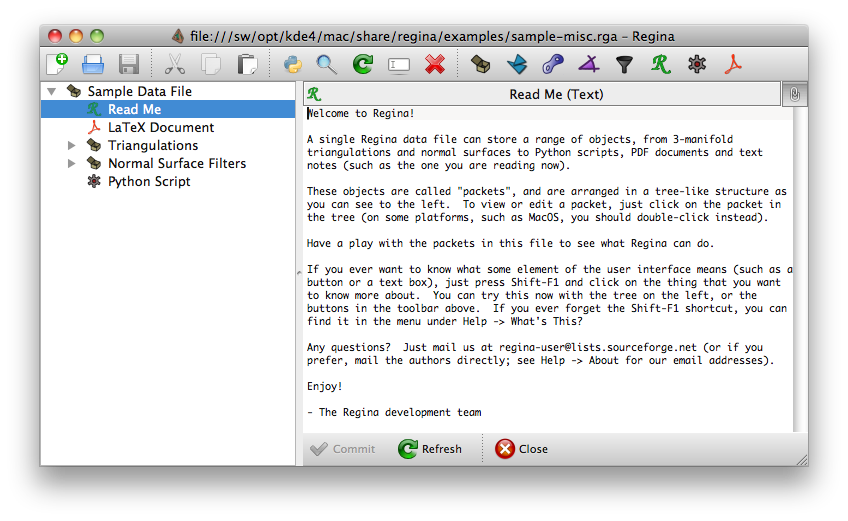 file:///sw/opt/kde4/mac/share/regina/examples/sample-misc.rga – Regina
Sample Data File
Read Me
LaTeX Document
Triangulations
Normal Surface Filters
Python Script
Read Me (Text)
Welcome to Regina!
A single Regina data file can store a range of objects, from 3-manifold
triangulations and normal surfaces to Python scripts, PDF documents and text
notes (such as the one you are reading now).
These objects are called "packets", and are arranged in a tree-like structure as
you can see to the left.  To view or edit a packet, just click on the packet in
the tree (on some platforms, such as MacOS, you should double-click instead).
Have a play with the packets in this file to see what Regina can do.
If you ever want to know what some element of the user interface means (such as a
button or a text box), just press Shift-F1 and click on the thing that you want
to know more about.  You can try this now with the tree on the left, or the
buttons in the toolbar above.  If you ever forget the Shift-F1 shortcut, you can
find it in the menu under Help -> What's This?
Any questions?  Just mail us at regina-user@lists.sourceforge.net (or if you
prefer, mail the authors directly; see Help -> About for our email addresses).
Enjoy!
- The Regina development team
Commit
Refresh
Close